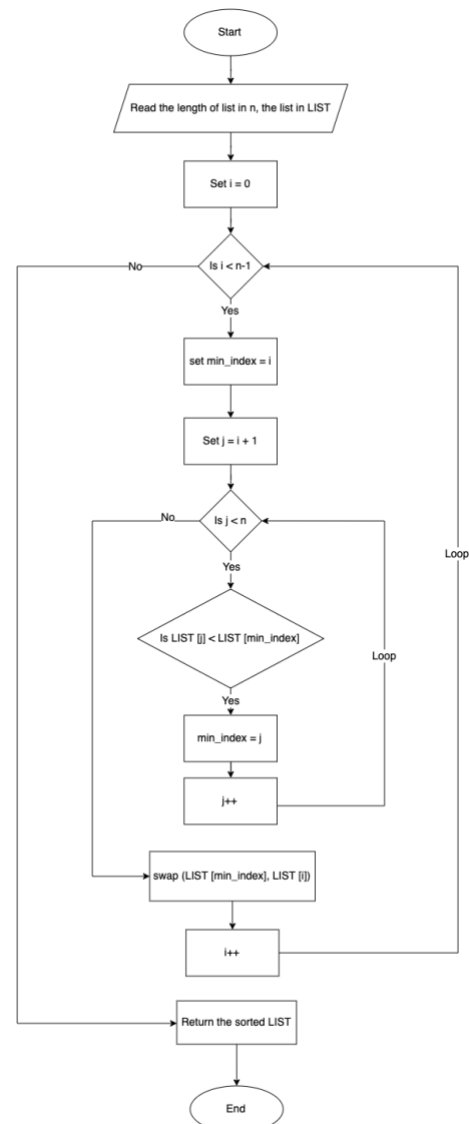 Start
Read the length of list in n, the list in LIST
Set i = 0
No
Is i < n-1
Yes
set min_index = i
Set j = i + 1
No
Is j < n
Loop
Yes
Is LIST [j] < LIST [min_index]
Loop
Yes
min_index = j
j++
swap (LIST [min_index], LIST [i])
i++
Return the sorted LIST
End